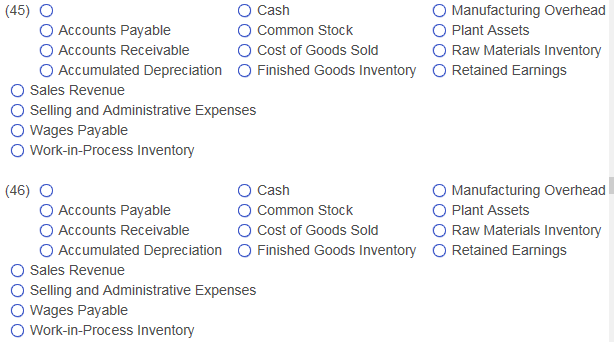 (45) Cash Manufacturing Overhead
Accounts Payable Common Stock Plant Assets
Accounts Receivable Cost of Goods Sold Raw Materials Inventory
Accumulated Depreciation Finished Goods Inventory Retained Earnings
Sales Revenue
Selling and Administrative Expenses
Wages Payable
Work-in-Process Inventory
(46) Cash Manufacturing Overhead
Accounts Payable Common Stock Plant Assets
Accounts Receivable Cost of Goods Sold Raw Materials Inventory
Accumulated Depreciation Finished Goods Inventory Retained Earnings
Sales Revenue
Selling and Administrative Expenses
Wages Payable
Work-in-Process Inventory